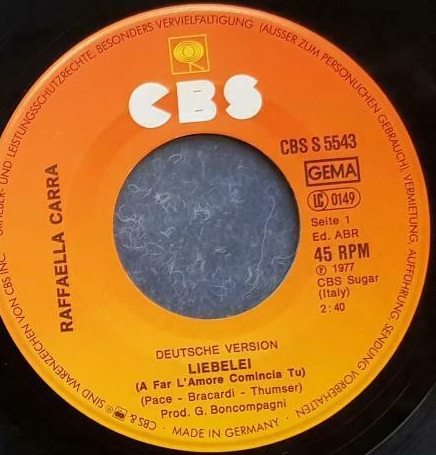 URHEBER- UND LEISTUNGSSCHUTZRECHTE, BESONDERS VERVIELFÄLTIGUNG (AUSSER ZUM PERSÖNLICHEN GEBRAUCH), VERMIETUNG, AUFFÜHRUNG, SENDUNG VORBEHALTEN
CBS
CBS S 5543
GEMA
LC 0149
Seite 1
Ed. ABR
45 RPM
℗ 1977
CBS Sugar
(Italy)
2:40
RAFFAELLA CARRA
DEUTSCHE VERSION
LIEBELEI
(A Far L'Amore Comincia Tu)
(Pace - Bracardi - Thumser)
Prod. G. Boncompagni
CBS & SIND WARENZEICHEN VON CBS INC.
· MADE IN GERMANY ·